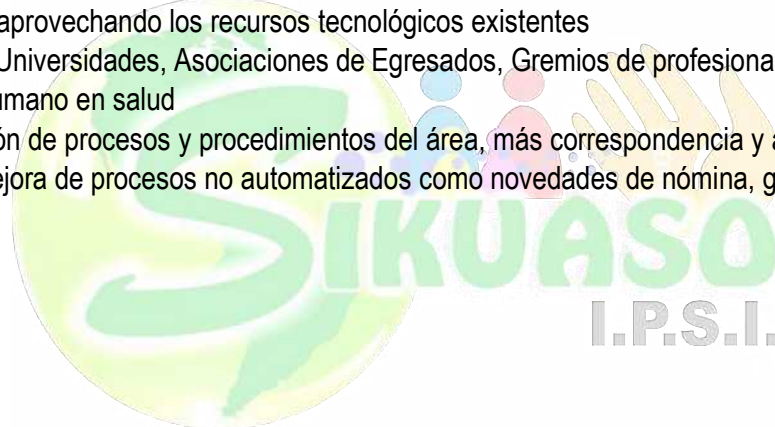 aprovechando los recursos tecnológicos existentes
Universidades, Asociaciones de Egresados, Gremios de profesiona
umano en salud
ón de procesos y procedimientos del área, más correspondencia y a
ejora de procesos no automatizados como novedades de nómina, g
SIKUASO
I.P.S.I.